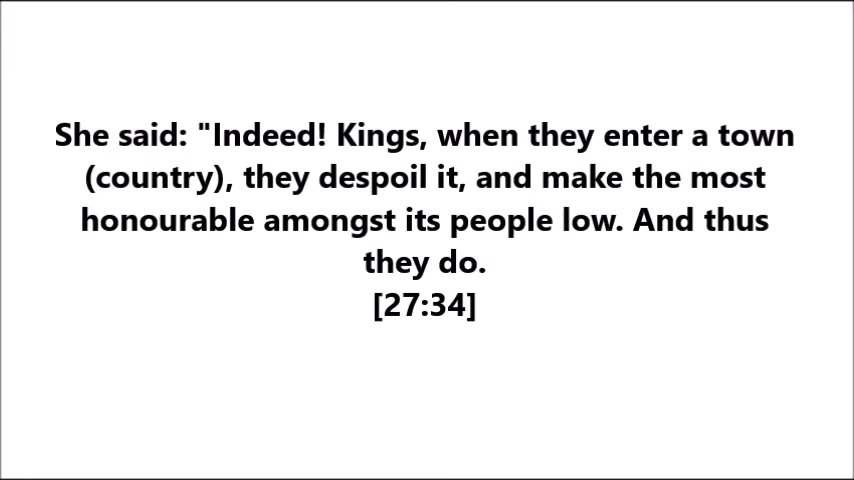 She said: "Indeed! Kings, when they enter a town
(country), they despoil it, and make the most
honourable amongst its people low. And thus
they do.
[27:34]